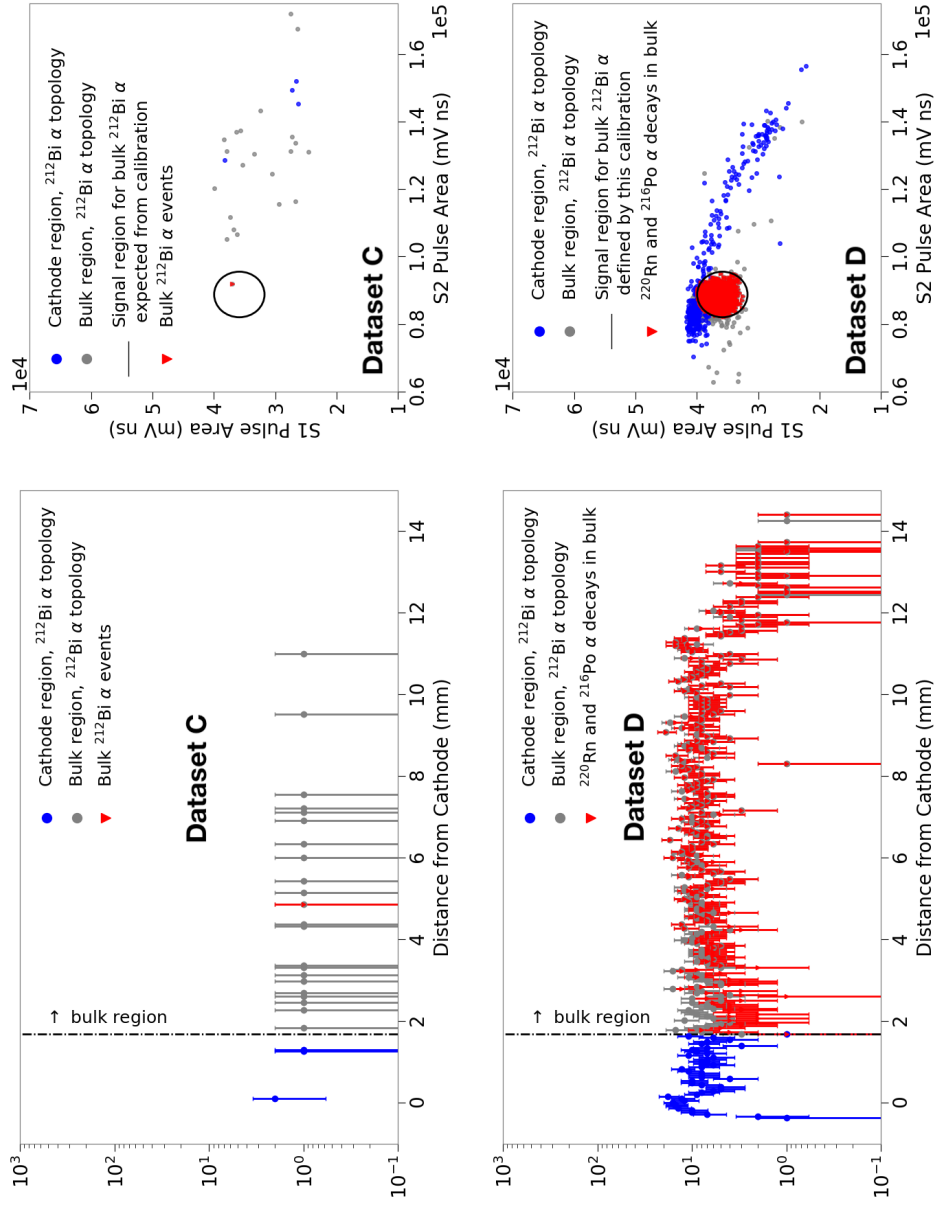 10³
10²
10¹
10⁰
10⁻¹
0
2
4
6
8
10
12
14
Distance from Cathode (mm)
↑ bulk region
Dataset C
Cathode region, ²¹²Bi α topology
Bulk region, ²¹²Bi α topology
Bulk ²¹²Bi α events
1e4
7
6
5
4
3
2
1
S1 Pulse Area (mV ns)
0.6
0.8
1.0
1.2
1.4
1.6
1e5
S2 Pulse Area (mV ns)
Cathode region, ²¹²Bi α topology
Bulk region, ²¹²Bi α topology
Signal region for bulk ²¹²Bi α
expected from calibration
Bulk ²¹²Bi α events
Dataset C
10³
10²
10¹
10⁰
10⁻¹
0
2
4
6
8
10
12
14
Distance from Cathode (mm)
↑ bulk region
Dataset D
Cathode region, ²¹²Bi α topology
Bulk region, ²¹²Bi α topology
²²⁰Rn and ²¹⁶Po α decays in bulk
1e4
7
6
5
4
3
2
1
S1 Pulse Area (mV ns)
0.6
0.8
1.0
1.2
1.4
1.6
1e5
S2 Pulse Area (mV ns)
Cathode region, ²¹²Bi α topology
Bulk region, ²¹²Bi α topology
Signal region for bulk ²¹²Bi α
defined by this calibration
²²⁰Rn and ²¹⁶Po α decays in bulk
Dataset D